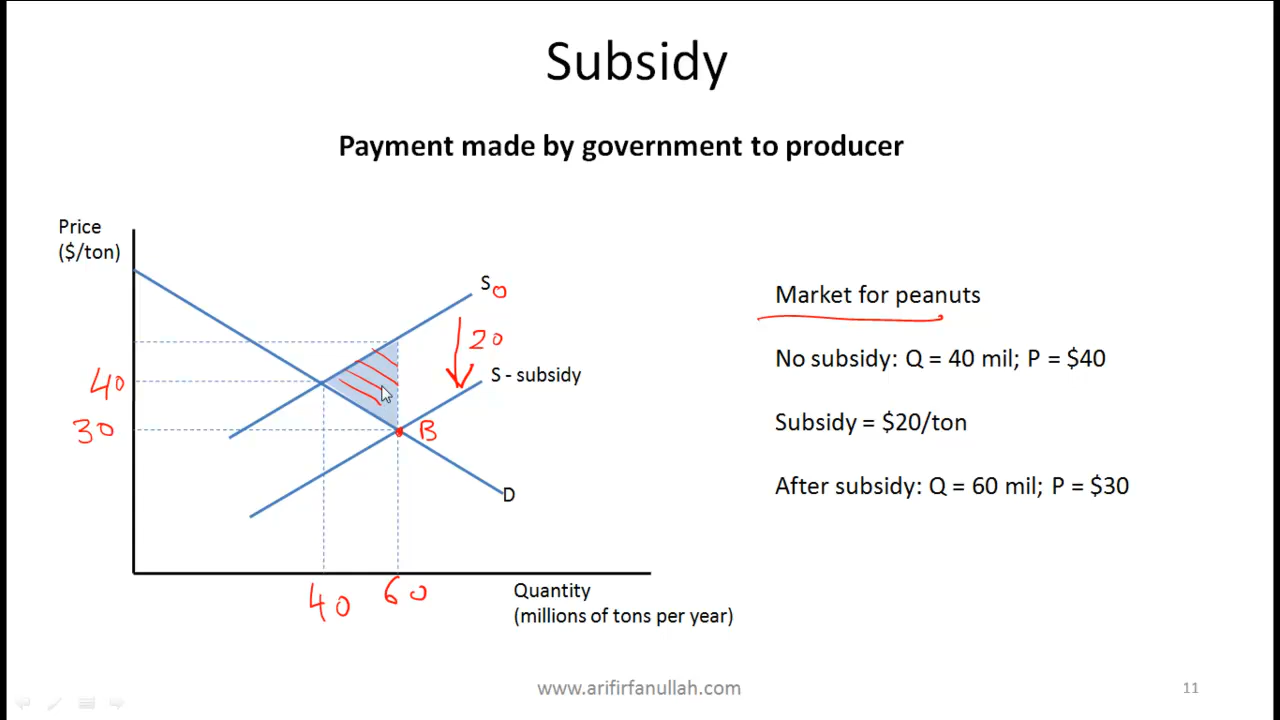 Subsidy
Payment made by government to producer
Price
($/ton)
S0
20
S - subsidy
40
30
B
D
40 60
Quantity
(millions of tons per year)
Market for peanuts
No subsidy: Q = 40 mil; P = $40
Subsidy = $20/ton
After subsidy: Q = 60 mil; P = $30
www.arifirfanullah.com
11